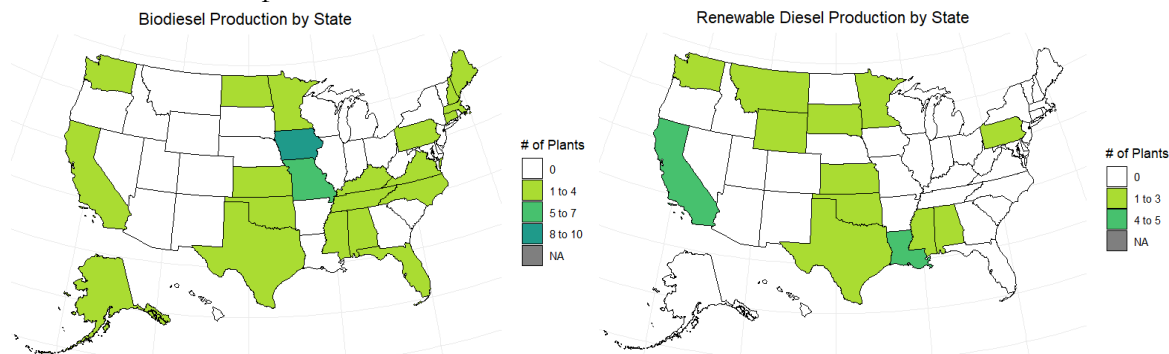 Biodiesel Production by State
# of Plants
0
1 to 4
5 to 7
8 to 10
NA
Renewable Diesel Production by State
# of Plants
0
1 to 3
4 to 5
NA